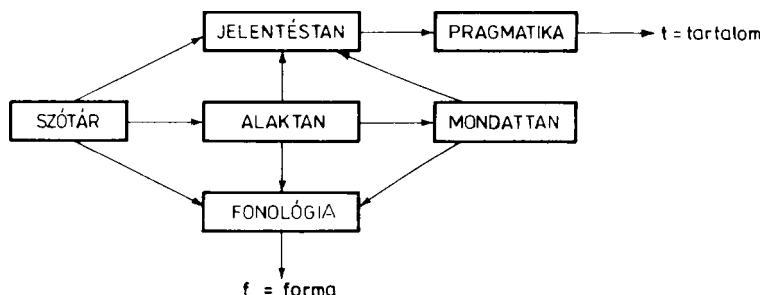 JELENTÉSTAN PRAGMATIKA t = tartalom
SZÓTÁR ALAKTAN MONDATTAN
FONOLÓGIA
f = forma